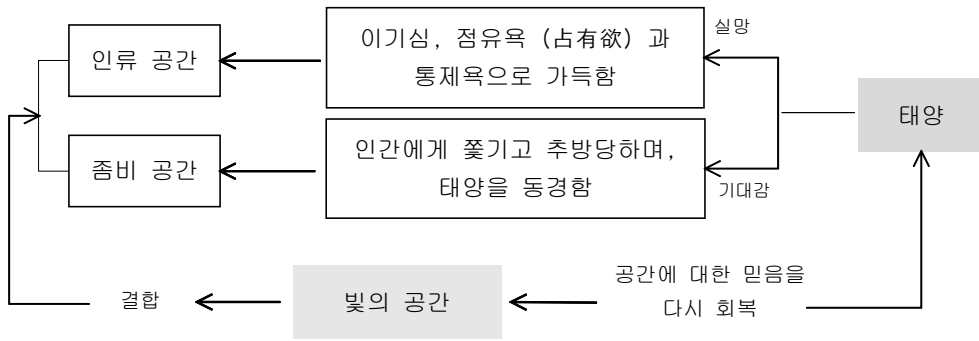 인류 공간
이기심, 점유욕 (占有欲) 과
통제욕으로 가득함
실망
태양
좀비 공간
인간에게 쫓기고 추방당하며,
태양을 동경함
기대감
결합
빛의 공간
공간에 대한 믿음을
다시 회복